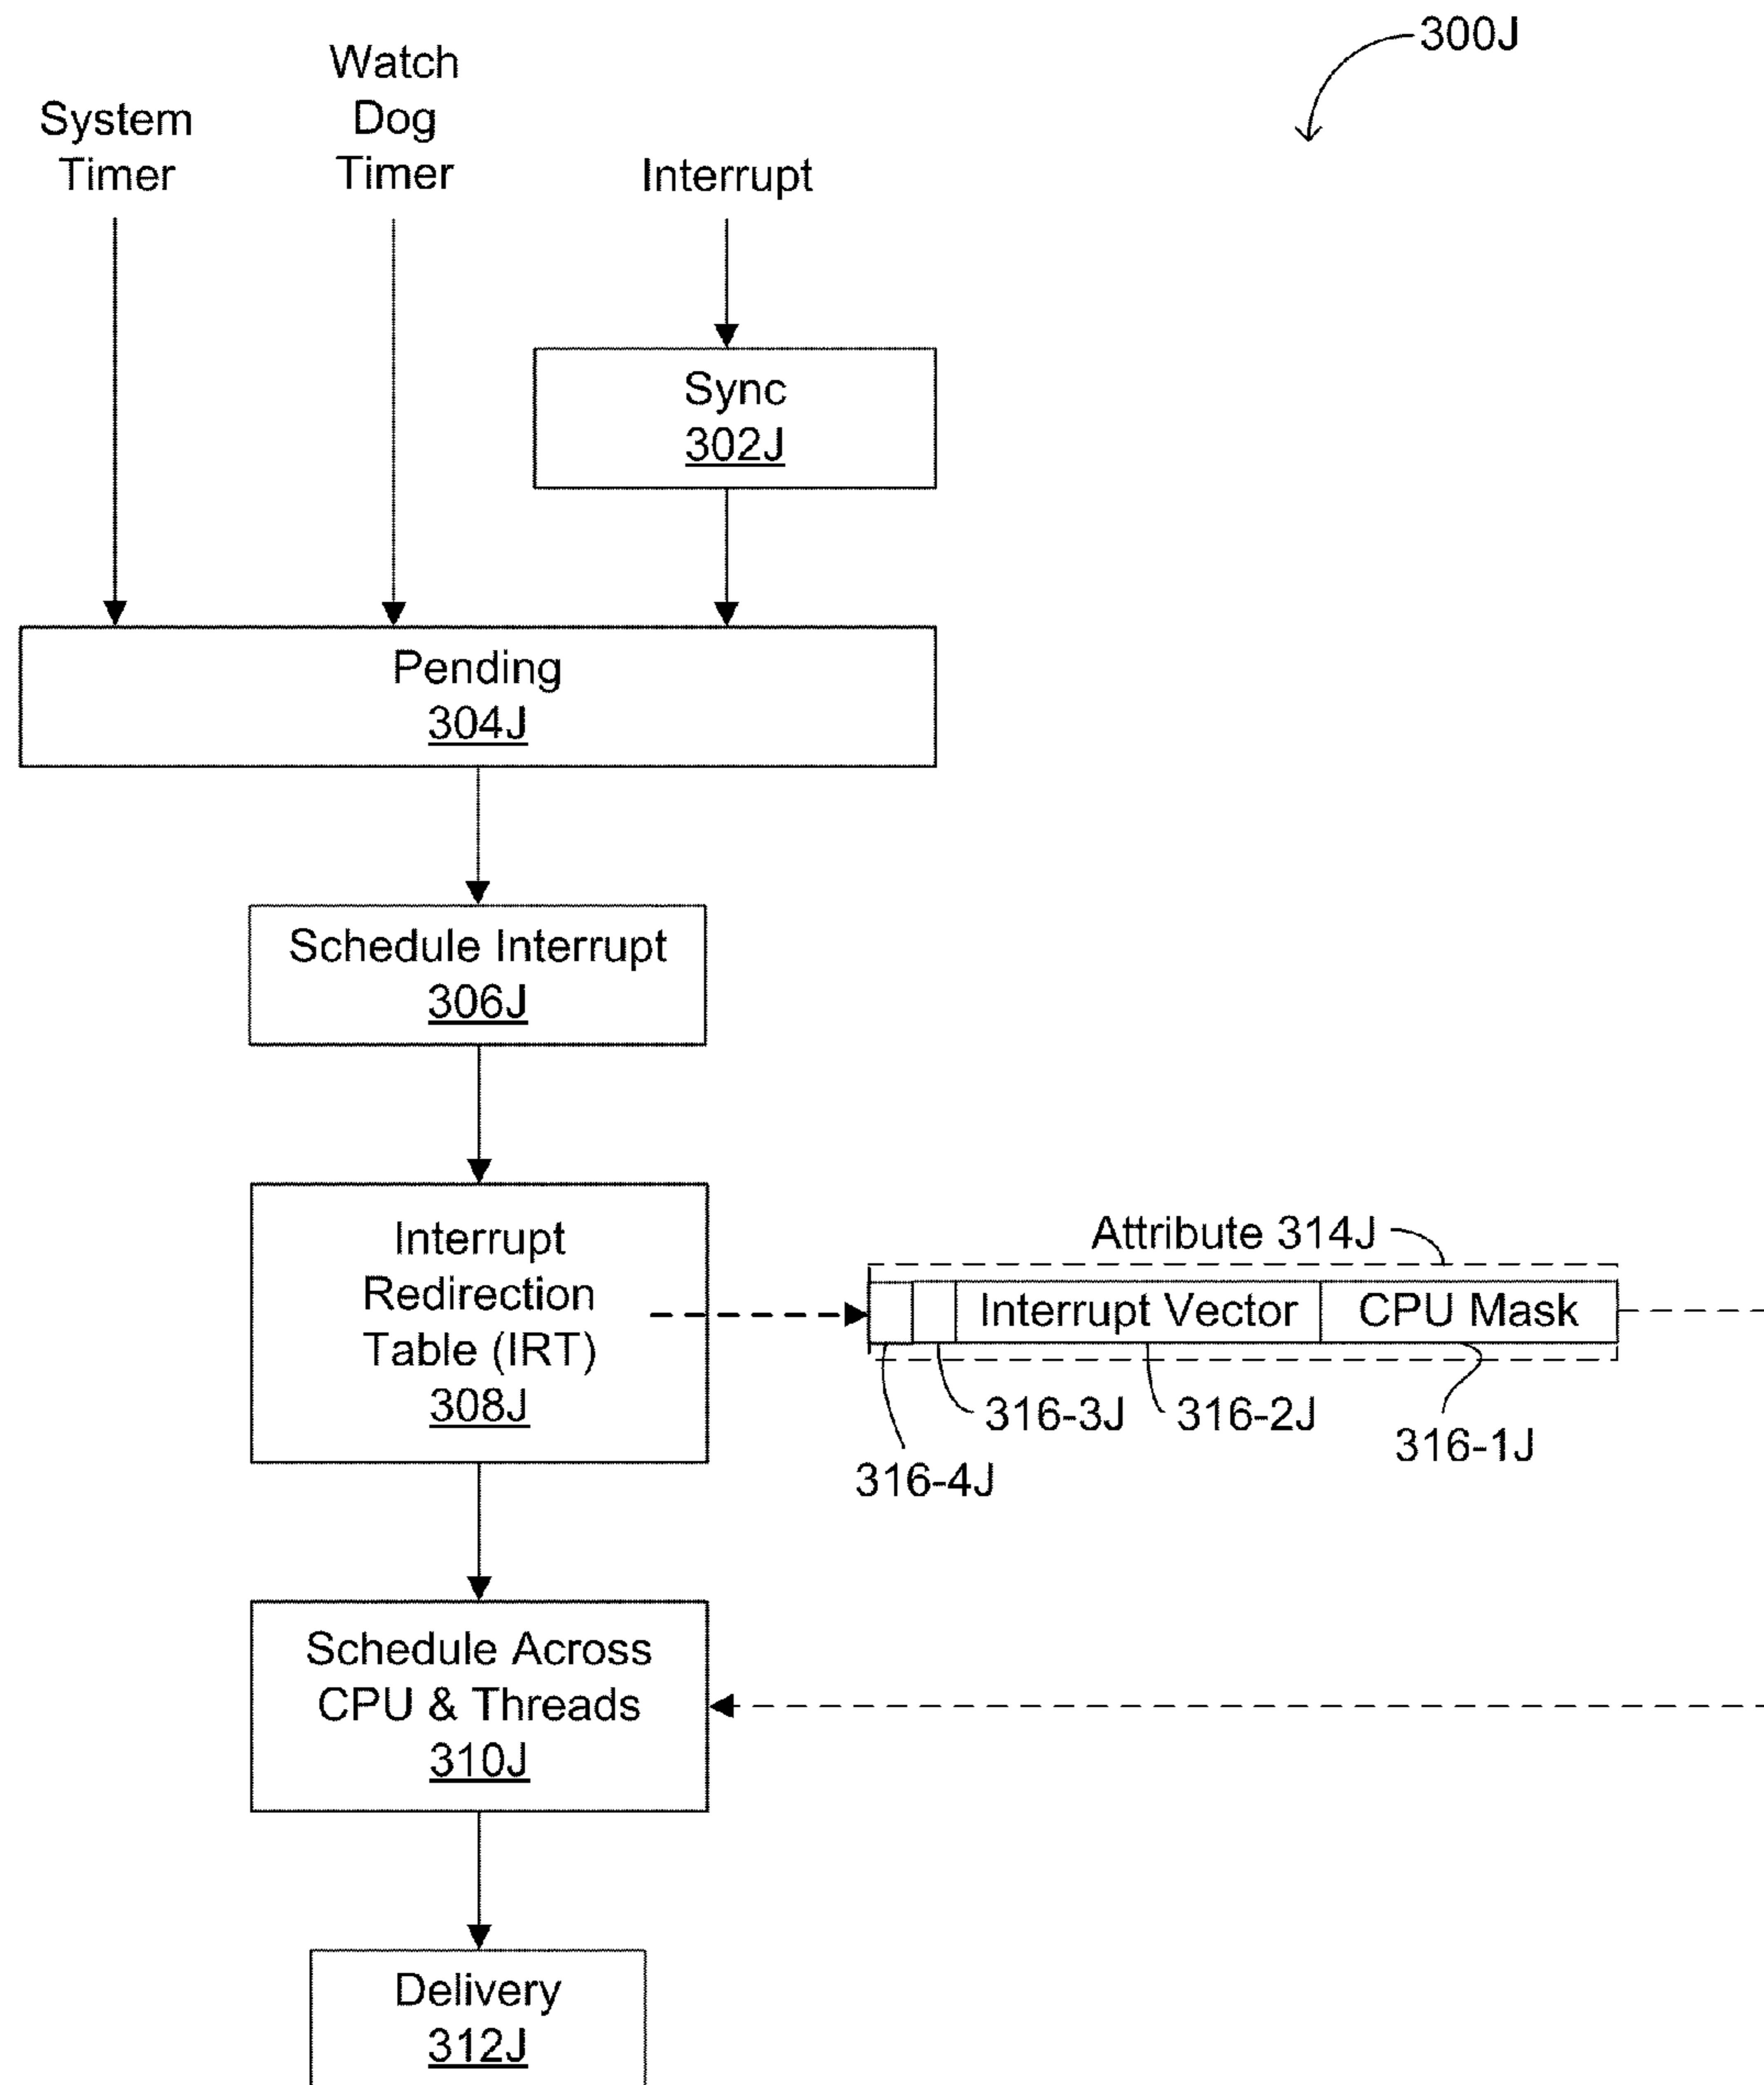 300J
System
Timer
Watch
Dog
Timer
Interrupt
Sync
302J
Pending
304J
Schedule Interrupt
306J
Interrupt
Redirection
Table (IRT)
308J
Attribute 314J
Interrupt Vector
CPU Mask
316-4J
316-3J
316-2J
316-1J
Schedule Across
CPU & Threads
310J
Delivery
312J